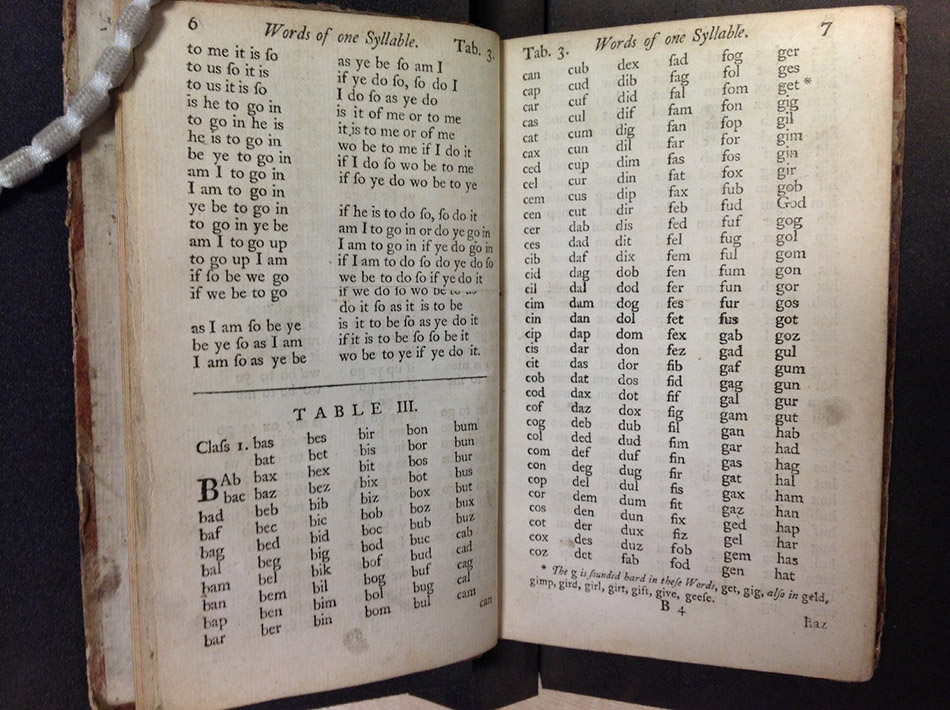 6 Words of one Syllable. Tab. 3.
to me it is ſo
to us ſo it is
to us it is ſo
is he to go in
to go in he is
he is to go in
be ye to go in
am I to go in
I am to go in
ye be to go in
to go in ye be
am I to go up
to go up I am
if ſo be we go
if we be to go
as I am ſo be ye
be ye ſo as I am
I am ſo as ye be
as ye be ſo am I
if ye do ſo, ſo do I
I do ſo as ye do
is it of me or to me
it is to me or of me
wo be to me if I do it
if I do ſo wo be to me
if ſo ye do wo be to ye
if he is to do ſo, ſo do it
am I to go in or do ye go in
I am to go in if ye do go in
if I am to do ſo do ye do ſo
we be to do ſo if ye do it
if we do ſo wo be to us
do it ſo as it is to be
is it to be ſo as ye do it
if it is to be ſo ſo be it
wo be to ye if ye do it.
TABLE III.
Claſs 1. bas bes bir bon bum
bat bet bis bor bun
BAb bax bex bit bos bur
bac baz bez bix bot bus
bad beb bib biz box but
baf bec bic bob boz bux
bag bed bid boc bub buz
bal beg big bod buc cab
bam bel bik bof bud cad
ban bem bil bog buf cag
bap ben bim bol bug cal
bar ber bin bom bul cam
can
Tab. 3. Words of one Syllable. 7
can cub dex fad fog ger
cap cud dib fag fol ges
car cuf did fal fom get *
cas cul dif fam fon gig
cat cum dig fan fop gil
cax cun dil far for gim
ced cup dim fas fos gin
cel cur din fat fox gir
cem cus dip fax fub gob
cen cut dir feb fud God
cer dab dis fed fuf gog
ces dad dit fel fug gol
cib daf dix fem ful gom
cid dag dob fen fum gon
cil dal dod fer fun gor
cim dam dog fes fur gos
cin dan dol fet fus got
cip dap dom fex gab goz
cis dar don fez gad gul
cit das dor fib gaf gum
cob dat dos fid gag gun
cod dax dot fif gal gur
cof daz dox fig gam gut
cog deb dub fil gan hab
col ded dud fim gar had
com def duf fin gas hag
con deg dug fir gat hal
cop del dul fis gax ham
cor dem dum fit gaz han
cos den dun fix ged hap
cot der dux fiz gel har
cox des duz fob gem has
coz det fab fod gen hat
* The g is ſounded hard in theſe Words, get, gig, alſo in geld,
gimp, gird, girl, girt, gift, give, geeſe.
B 4
haz